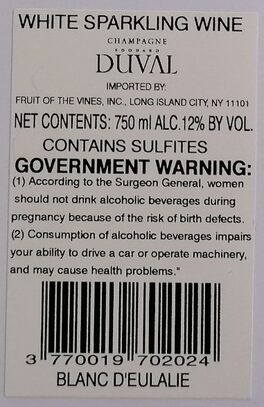 WHITE SPARKLING WINE
CHAMPAGNE
EDOUARD
DUVAL
IMPORTED BY:
FRUIT OF THE VINES, INC., LONG ISLAND CITY, NY 11101
NET CONTENTS: 750 ml ALC.12% BY VOL.
CONTAINS SULFITES
GOVERNMENT WARNING:
(1) According to the Surgeon General, women
should not drink alcoholic beverages during
pregnancy because of the risk of birth defects.
(2) Consumption of alcoholic beverages impairs
your ability to drive a car or operate machinery,
and may cause health problems."
3 770019 702024
BLANC D'EULALIE